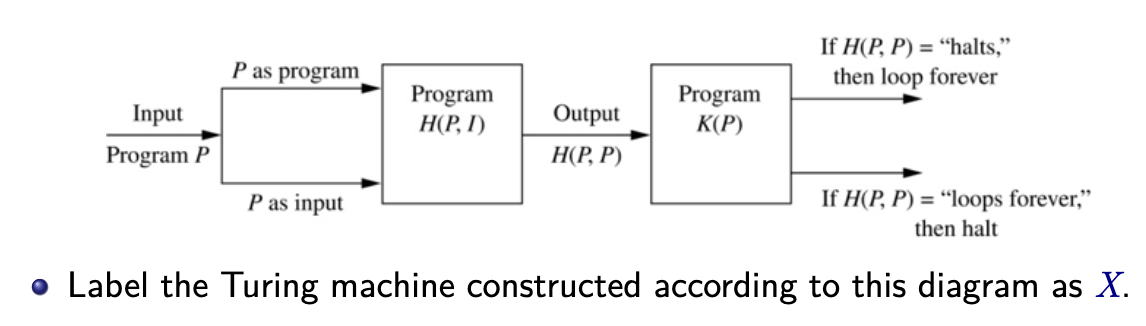 If H(P, P) = “halts,”
then loop forever
P as program
Program
H(P, I)
Program
K(P)
Input
Program P
Output
H(P, P)
P as input
If H(P, P) = “loops forever,”
then halt
Label the Turing machine constructed according to this diagram as X.